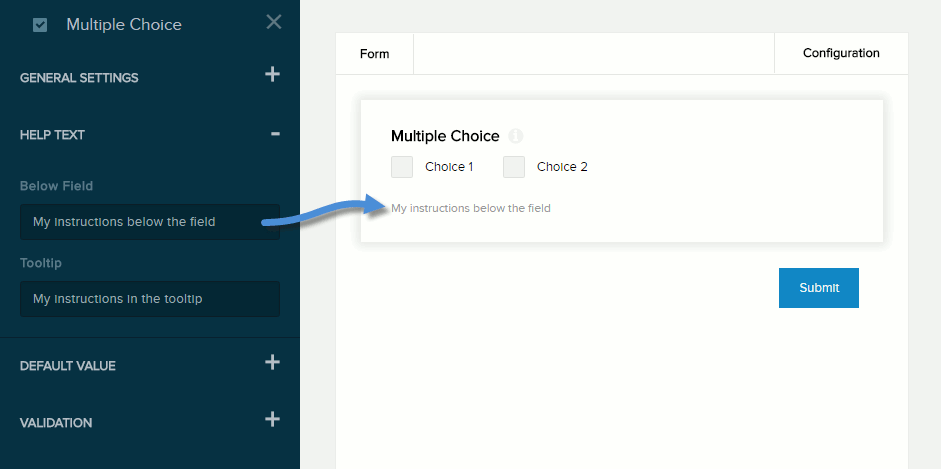 Multiple Choice
GENERAL SETTINGS
HELP TEXT
Below Field
My instructions below the field
Tooltip
My instructions in the tooltip
DEFAULT VALUE
VALIDATION
Form
Configuration
Multiple Choice
Choice 1
Choice 2
My instructions below the field
Submit